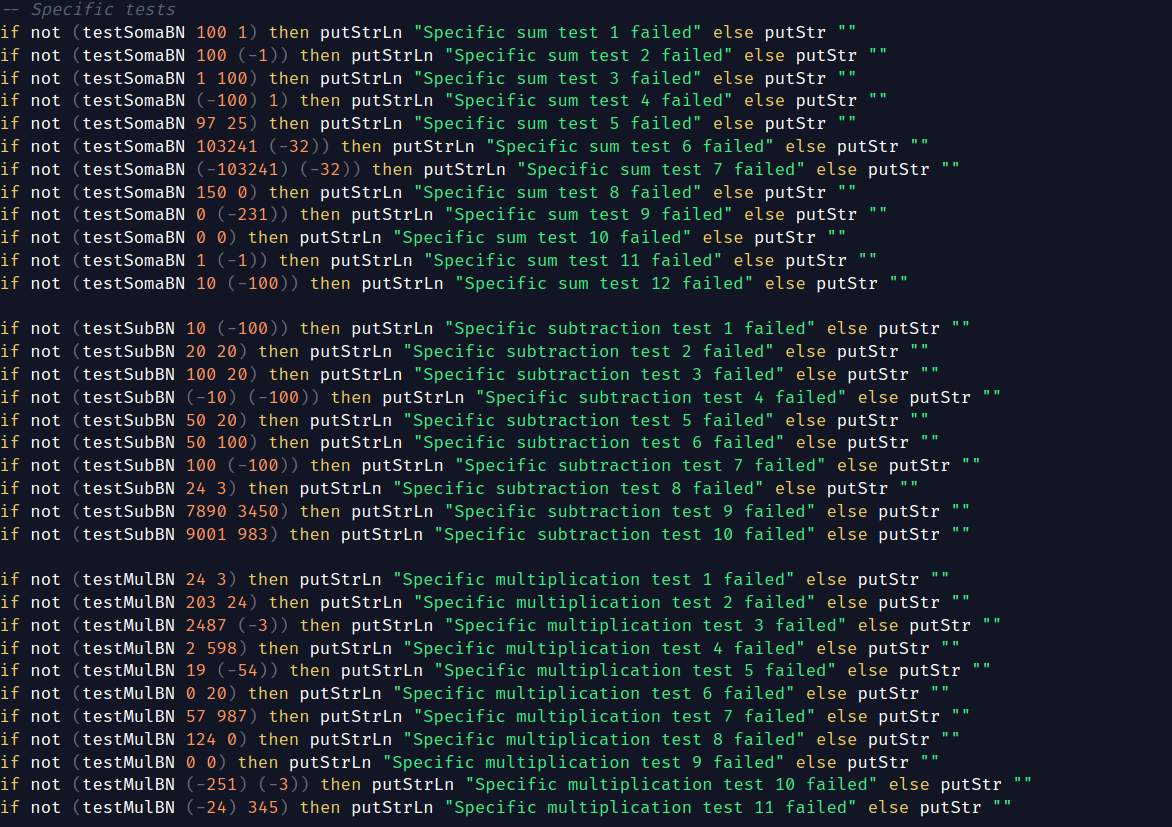 -- Specific tests
if not (testSomaBN 100 1) then putStrLn "Specific sum test 1 failed" else putStr ""
if not (testSomaBN 100 (-1)) then putStrLn "Specific sum test 2 failed" else putStr ""
if not (testSomaBN 1 100) then putStrLn "Specific sum test 3 failed" else putStr ""
if not (testSomaBN (-100) 1) then putStrLn "Specific sum test 4 failed" else putStr ""
if not (testSomaBN 97 25) then putStrLn "Specific sum test 5 failed" else putStr ""
if not (testSomaBN 103241 (-32)) then putStrLn "Specific sum test 6 failed" else putStr ""
if not (testSomaBN (-103241) (-32)) then putStrLn "Specific sum test 7 failed" else putStr ""
if not (testSomaBN 150 0) then putStrLn "Specific sum test 8 failed" else putStr ""
if not (testSomaBN 0 (-231)) then putStrLn "Specific sum test 9 failed" else putStr ""
if not (testSomaBN 0 0) then putStrLn "Specific sum test 10 failed" else putStr ""
if not (testSomaBN 1 (-1)) then putStrLn "Specific sum test 11 failed" else putStr ""
if not (testSomaBN 10 (-100)) then putStrLn "Specific sum test 12 failed" else putStr ""

if not (testSubBN 10 (-100)) then putStrLn "Specific subtraction test 1 failed" else putStr ""
if not (testSubBN 20 20) then putStrLn "Specific subtraction test 2 failed" else putStr ""
if not (testSubBN 100 20) then putStrLn "Specific subtraction test 3 failed" else putStr ""
if not (testSubBN (-10) (-100)) then putStrLn "Specific subtraction test 4 failed" else putStr ""
if not (testSubBN 50 20) then putStrLn "Specific subtraction test 5 failed" else putStr ""
if not (testSubBN 50 100) then putStrLn "Specific subtraction test 6 failed" else putStr ""
if not (testSubBN 100 (-100)) then putStrLn "Specific subtraction test 7 failed" else putStr ""
if not (testSubBN 24 3) then putStrLn "Specific subtraction test 8 failed" else putStr ""
if not (testSubBN 7890 3450) then putStrLn "Specific subtraction test 9 failed" else putStr ""
if not (testSubBN 9001 983) then putStrLn "Specific subtraction test 10 failed" else putStr ""

if not (testMulBN 24 3) then putStrLn "Specific multiplication test 1 failed" else putStr ""
if not (testMulBN 203 24) then putStrLn "Specific multiplication test 2 failed" else putStr ""
if not (testMulBN 2487 (-3)) then putStrLn "Specific multiplication test 3 failed" else putStr ""
if not (testMulBN 2 598) then putStrLn "Specific multiplication test 4 failed" else putStr ""
if not (testMulBN 19 (-54)) then putStrLn "Specific multiplication test 5 failed" else putStr ""
if not (testMulBN 0 20) then putStrLn "Specific multiplication test 6 failed" else putStr ""
if not (testMulBN 57 987) then putStrLn "Specific multiplication test 7 failed" else putStr ""
if not (testMulBN 124 0) then putStrLn "Specific multiplication test 8 failed" else putStr ""
if not (testMulBN 0 0) then putStrLn "Specific multiplication test 9 failed" else putStr ""
if not (testMulBN (-251) (-3)) then putStrLn "Specific multiplication test 10 failed" else putStr ""
if not (testMulBN (-24) 345) then putStrLn "Specific multiplication test 11 failed" else putStr ""